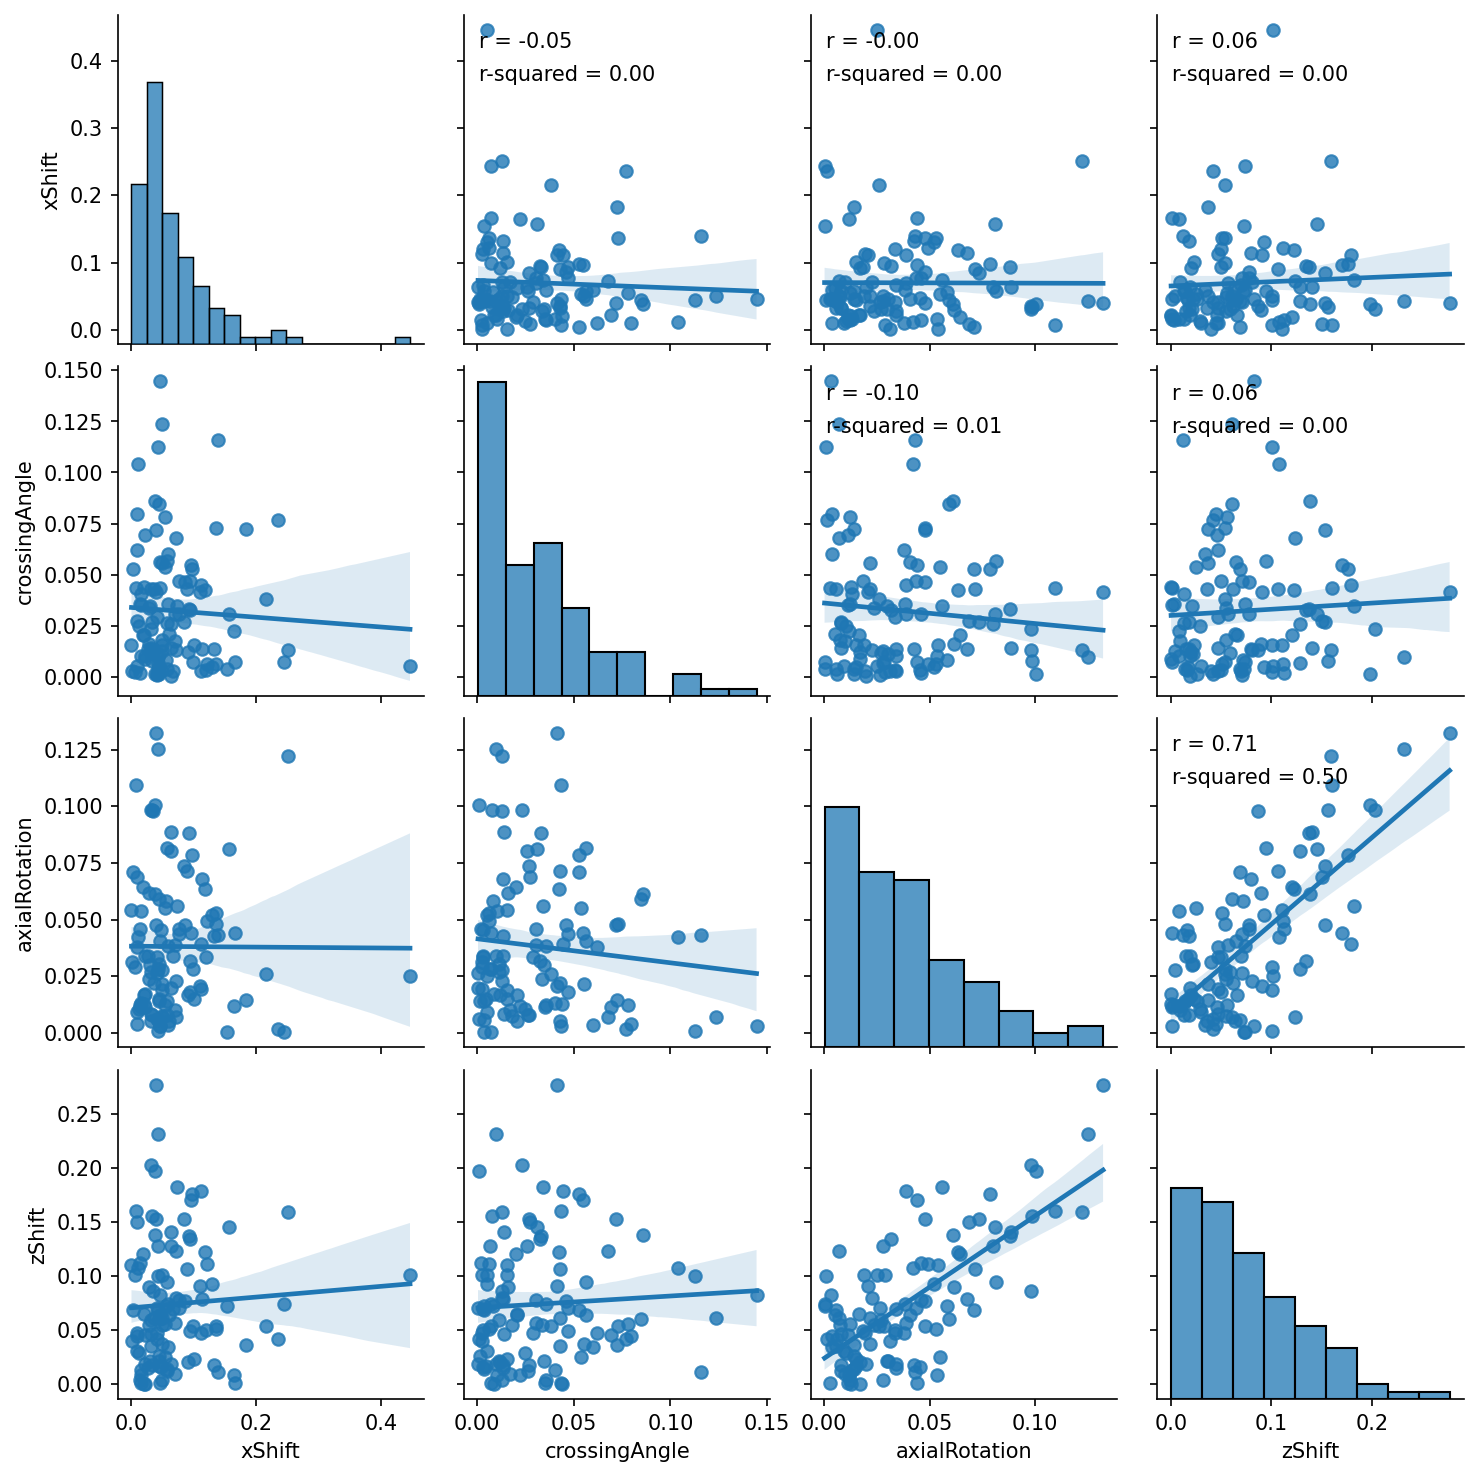 r = -0.05
r = -0.00
r = 0.06
r-squared = 0.00
r-squared = 0.00
r-squared = 0.00
0.4
0.3
0.2
0.1
0.0
xShift
r = -0.10
r = 0.06
r-squared = 0.01
r-squared = 0.00
0.150
0.125
0.100
0.075
0.050
0.025
0.000
crossingAngle
r = 0.71
r-squared = 0.50
0.125
0.100
0.075
0.050
0.025
0.000
axialRotation
0.25
0.20
0.15
0.10
0.05
0.00
zShift
0.0 0.2 0.4
0.00 0.05 0.10 0.15
0.00 0.05 0.10
0.0 0.1 0.2
xShift
crossingAngle
axialRotation
zShift